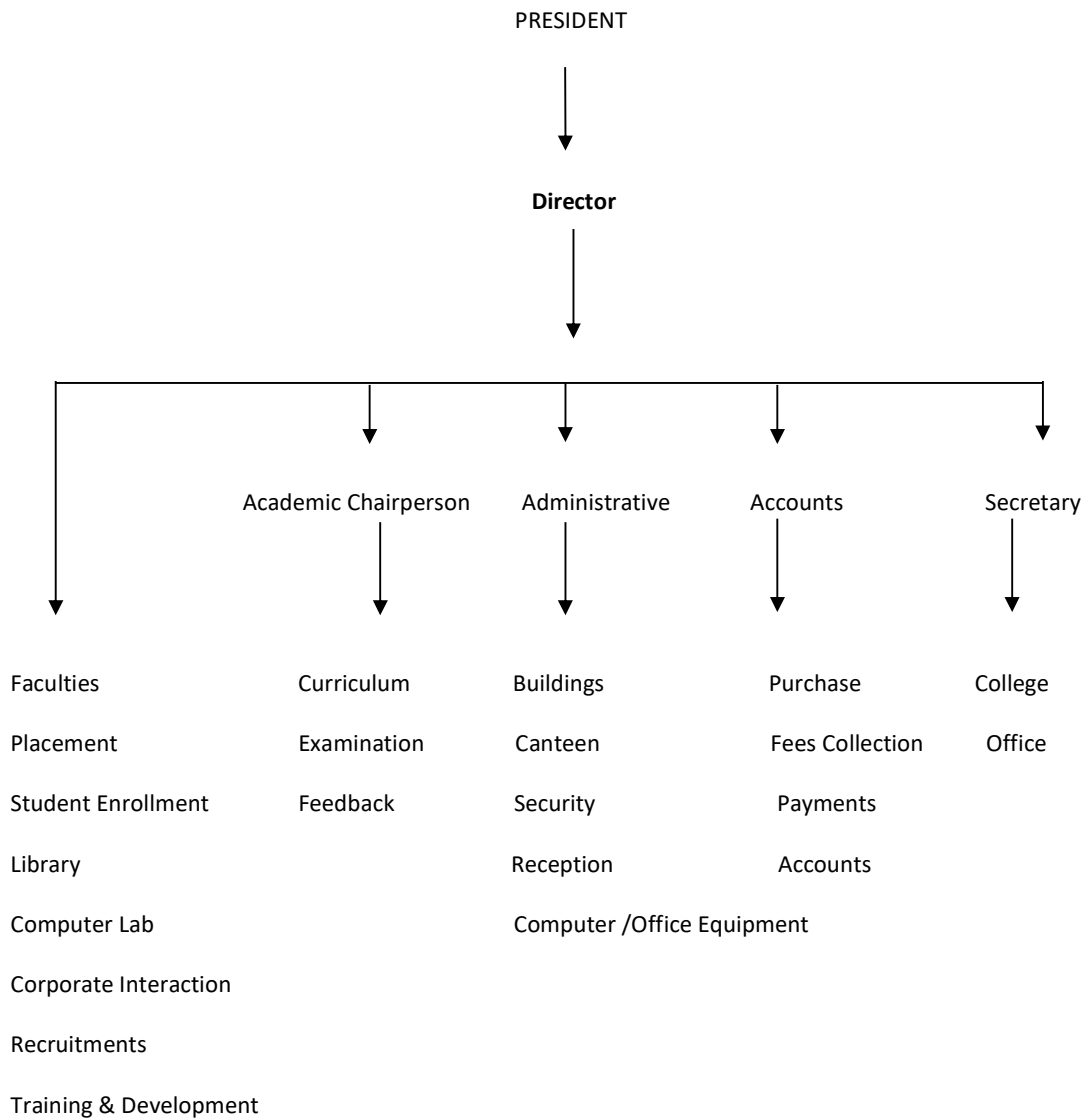 PRESIDENT
Director
Academic Chairperson Administrative Accounts Secretary
Faculties Curriculum Buildings Purchase College
Placement Examination Canteen Fees Collection Office
Student Enrollment Feedback Security Payments
Library Reception Accounts
Computer Lab Computer /Office Equipment
Corporate Interaction
Recruitments
Training & Development